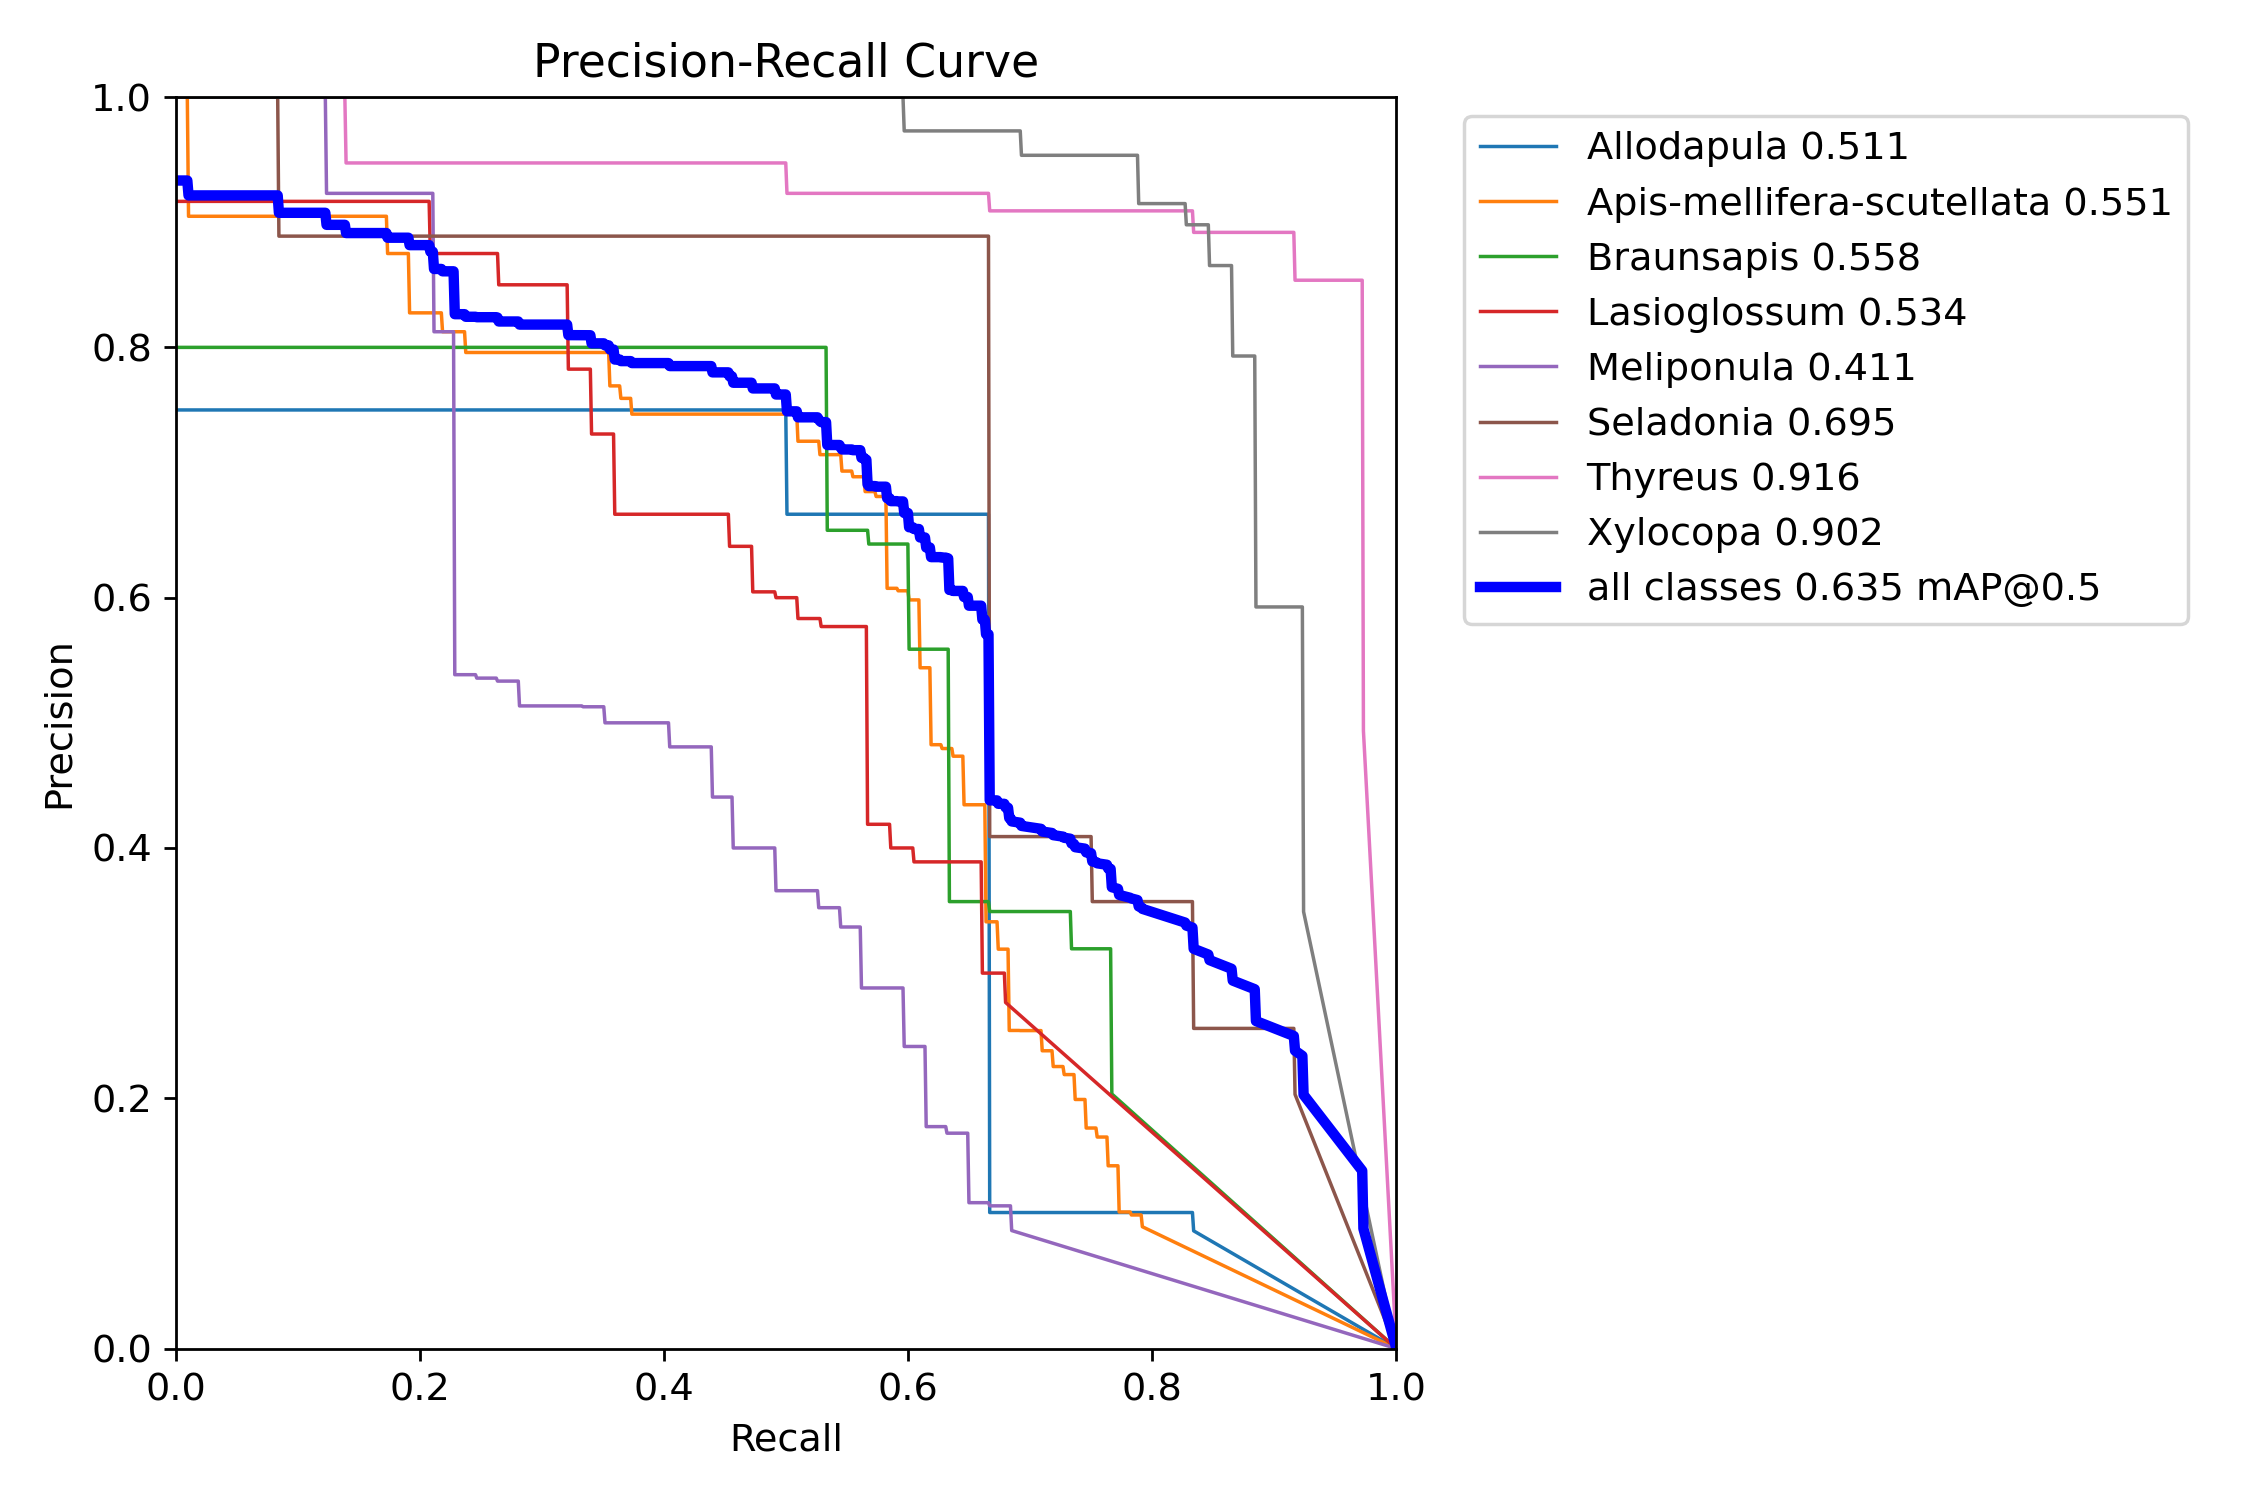 Precision-Recall Curve
1.0
0.8
0.6
0.4
0.2
0.0
Precision
0.0 0.2 0.4 0.6 0.8 1.0
Recall
Allodapula 0.511
Apis-mellifera-scutellata 0.551
Braunsapis 0.558
Lasioglossum 0.534
Meliponula 0.411
Seladonia 0.695
Thyreus 0.916
Xylocopa 0.902
all classes 0.635 mAP@0.5